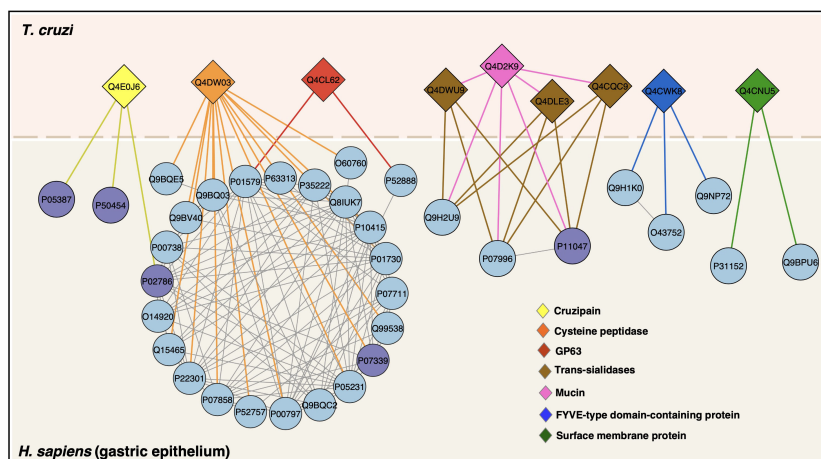 T. cruzi
Q4E0J6
Q4DW03
Q4CL62
Q4DWU9
Q4D2K9
Q4DLE3
Q4CQC9
Q4CWK8
Q4CNU5
P05387
P50454
Q9BQE5
Q9BQ03
P01579
P63313
P35222
O60760
P52888
Q8IUK7
Q9BV40
P10415
P00738
P01730
P02786
P07711
O14920
Q99538
Q15465
P07339
P22301
P05231
P07858
P52757
P00797
Q9BQC2
Q9H2U9
P07996
P11047
Q9H1K0
Q9NP72
O43752
P31152
Q9BPU6
Cruzipain
Cysteine peptidase
GP63
Trans-sialidases
Mucin
FYVE-type domain-containing protein
Surface membrane protein
H. sapiens (gastric epithelium)